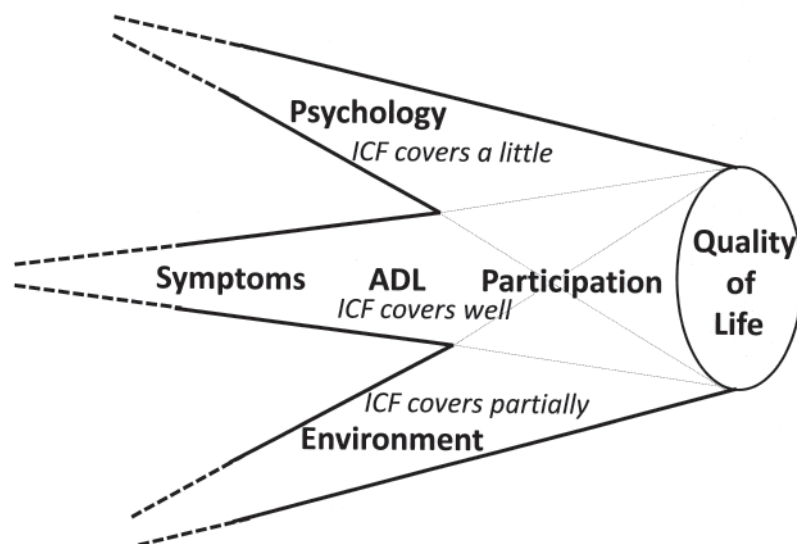 Psychology
ICF covers a little
Symptoms ADL Participation
ICF covers well
Quality
of
Life
ICF covers partially
Environment